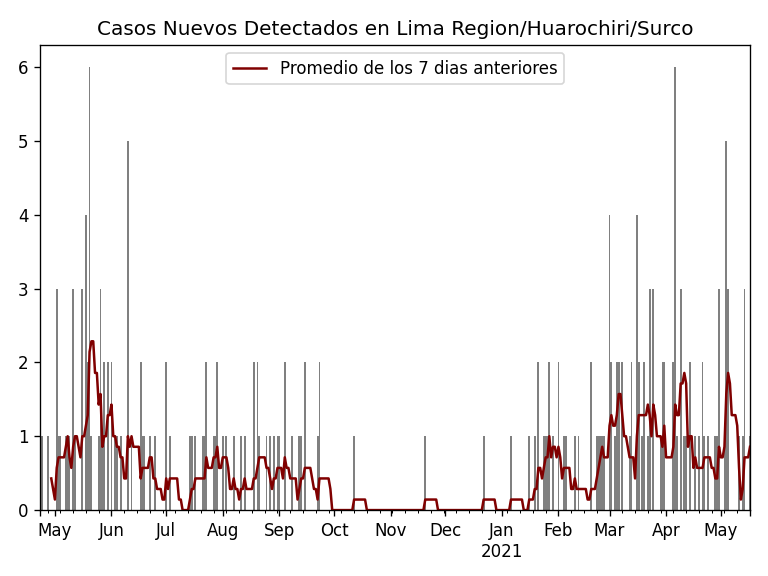 Casos Nuevos Detectados en Lima Region/Huarochiri/Surco
Promedio de los 7 dias anteriores
6
5
4
3
2
1
0
May Jun Jul Aug Sep Oct Nov Dec Jan Feb Mar Apr May
2021